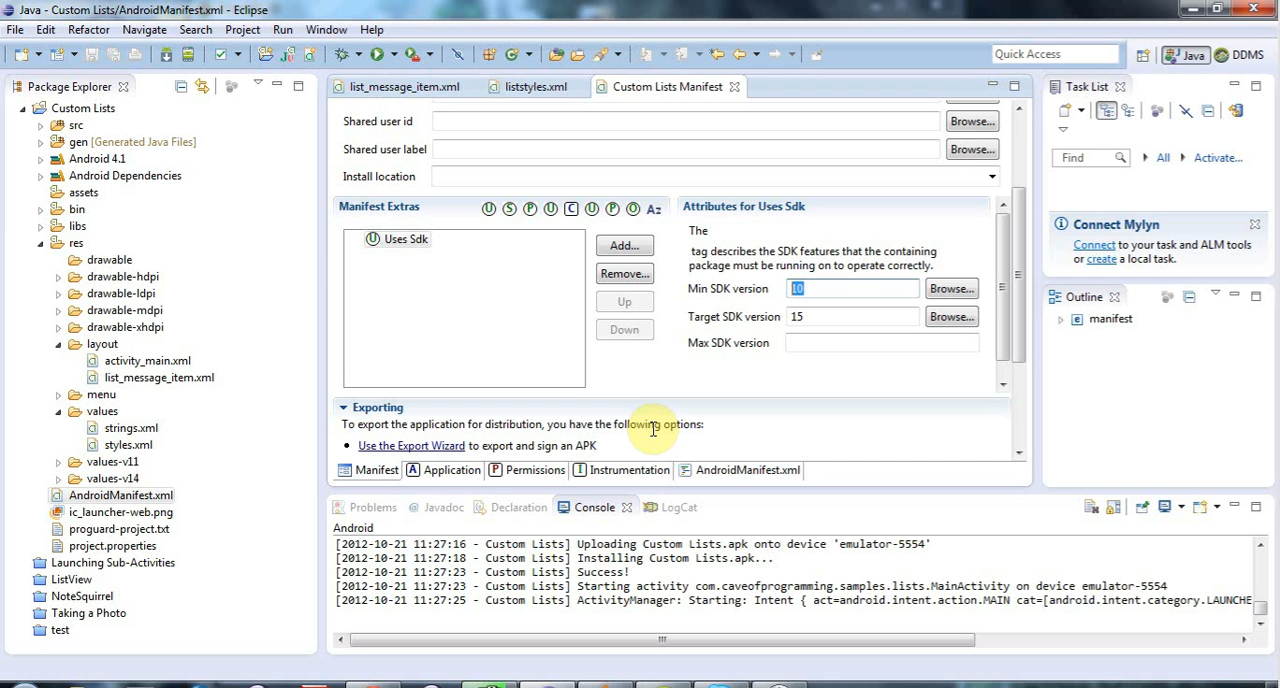 Java - Custom Lists/AndroidManifest.xml - Eclipse
File Edit Refactor Navigate Search Project Run Window Help
Quick Access Java DDMS
Package Explorer
Custom Lists
src
gen [Generated Java Files]
Android 4.1
Android Dependencies
assets
bin
libs
res
drawable
drawable-hdpi
drawable-ldpi
drawable-mdpi
drawable-xhdpi
layout
activity_main.xml
list_message_item.xml
menu
values
strings.xml
styles.xml
values-v11
values-v14
AndroidManifest.xml
ic_launcher-web.png
proguard-project.txt
project.properties
Launching Sub-Activities
ListView
NoteSquirrel
Taking a Photo
test
list_message_item.xml liststyles.xml Custom Lists Manifest
Shared user id Browse...
Shared user label Browse...
Install location
Manifest Extras U S P U C U P O Az
U Uses Sdk
Add...
Remove...
Up
Down
Attributes for Uses Sdk
The
tag describes the SDK features that the containing
package must be running on to operate correctly.
Min SDK version 10 Browse...
Target SDK version 15 Browse...
Max SDK version
Exporting
To export the application for distribution, you have the following options:
• Use the Export Wizard to export and sign an APK
Manifest A Application P Permissions I Instrumentation AndroidManifest.xml
Problems @ Javadoc Declaration Console LogCat
Android
[2012-10-21 11:27:16 - Custom Lists] Uploading Custom Lists.apk onto device 'emulator-5554'
[2012-10-21 11:27:18 - Custom Lists] Installing Custom Lists.apk...
[2012-10-21 11:27:23 - Custom Lists] Success!
[2012-10-21 11:27:23 - Custom Lists] Starting activity com.caveofprogramming.samples.lists.MainActivity on device emulator-5554
[2012-10-21 11:27:25 - Custom Lists] ActivityManager: Starting: Intent { act=android.intent.action.MAIN cat=[android.intent.category.LAUNCHE
Task List
Find All Activate...
Connect Mylyn
Connect to your task and ALM tools
or create a local task.
Outline
manifest